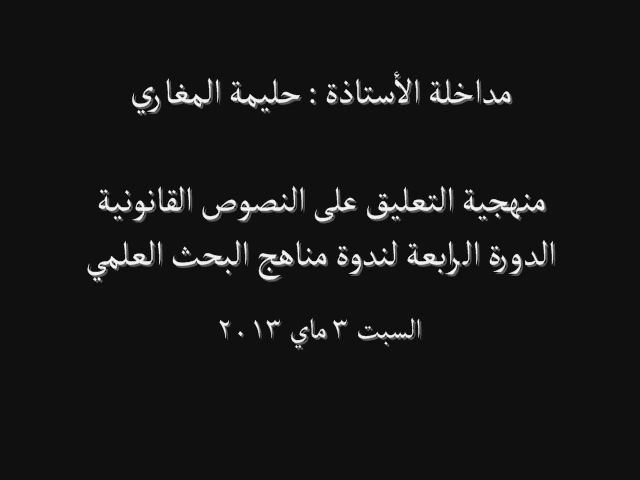 مداخلة الأستاذة : حليمة المغاري
منهجية التعليق على النصوص القانونية
الدورة الرابعة لندوة مناهج البحث العلمي
السبت ٣ ماي ٢٠١٣